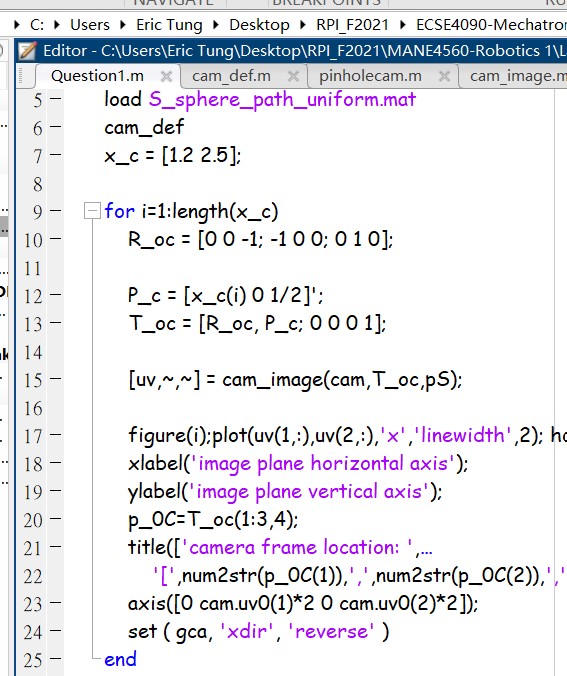 C: Users Eric Tung Desktop RPI_F2021 ECSE4090-Mechatron
Editor - C:\Users\Eric Tung\Desktop\RPI_F2021\MANE4560-Robotics 1\L
Question1.m cam_def.m pinholecam.m cam_image.m
5 load S_sphere_path_uniform.mat
6 cam_def
7 x_c = [1.2 2.5];
8
9 for i=1:length(x_c)
10 R_oc = [0 0 -1; -1 0 0; 0 1 0];
11
12 P_c = [x_c(i) 0 1/2]';
13 T_oc = [R_oc, P_c; 0 0 0 1];
14
15 [uv,~,~] = cam_image(cam,T_oc,pS);
16
17 figure(i);plot(uv(1,:),uv(2,:),'x','linewidth',2); ho
18 xlabel('image plane horizontal axis');
19 ylabel('image plane vertical axis');
20 p_0C=T_oc(1:3,4);
21 title(['camera frame location: ',...
22 '[',num2str(p_0C(1)),',',num2str(p_0C(2)),','
23 axis([0 cam.uv0(1)*2 0 cam.uv0(2)*2]);
24 set ( gca, 'xdir', 'reverse' )
25 end